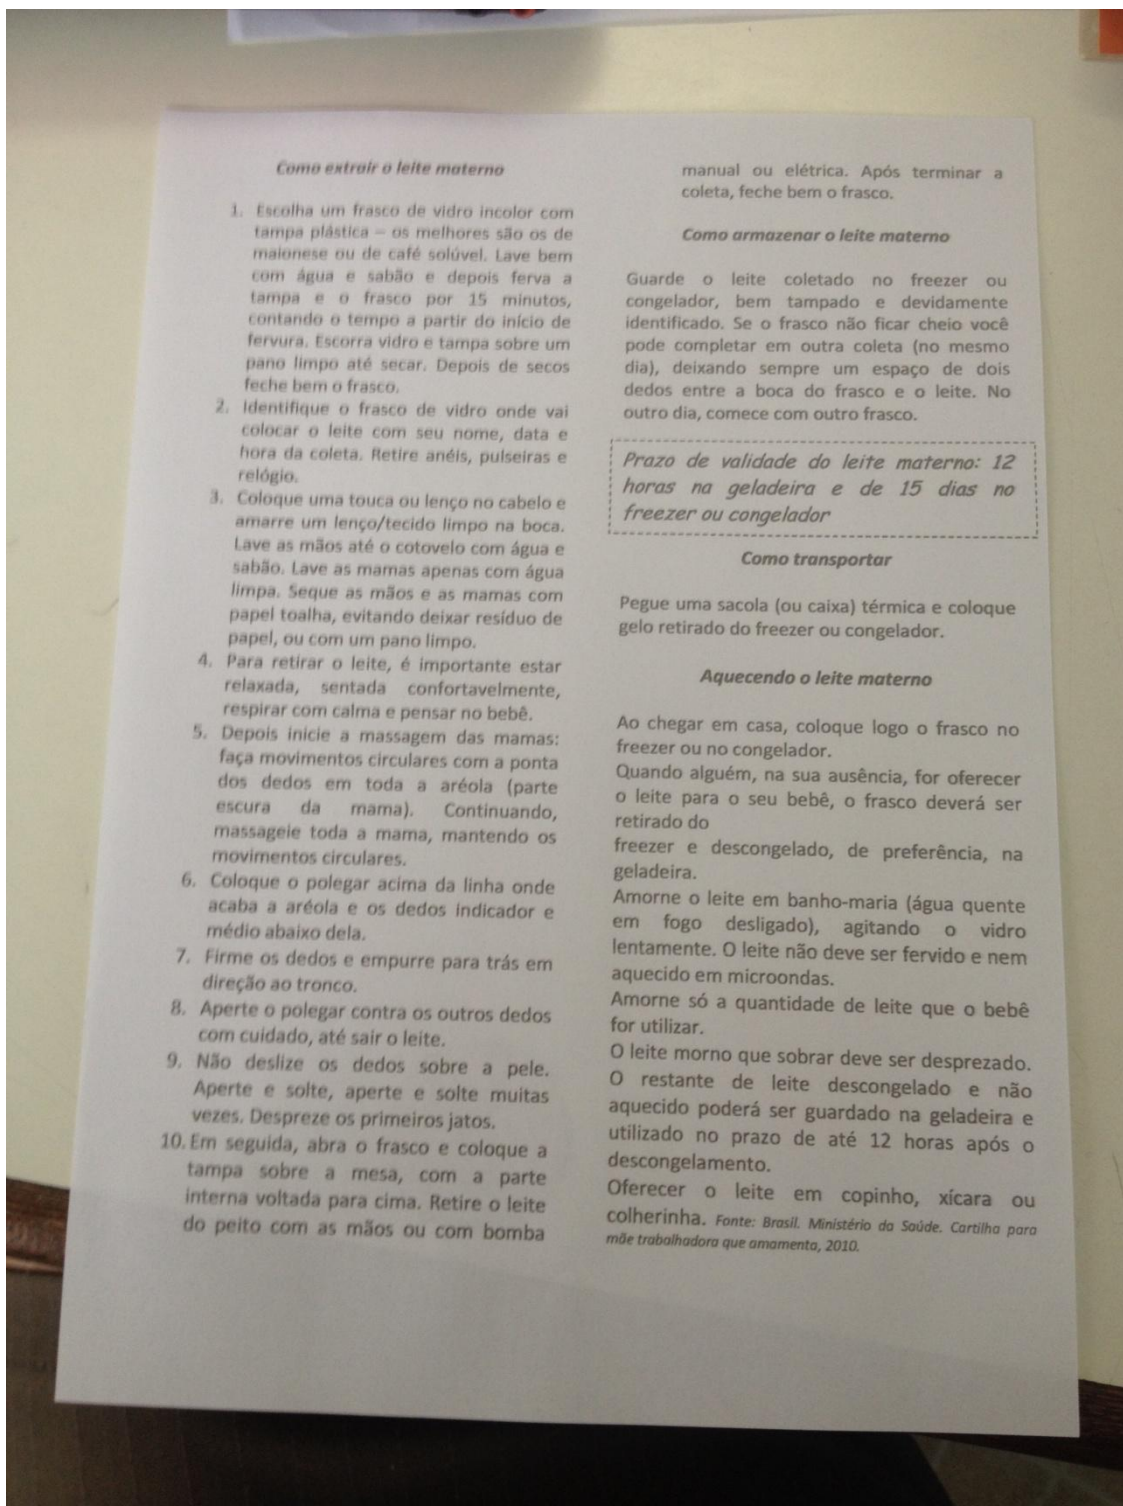 Como extrair o leite materno
1. Escolha um frasco de vidro incolor com
tampa plástica – os melhores são os de
maionese ou de café solúvel. Lave bem
com água e sabão e depois ferva a
tampa e o frasco por 15 minutos,
contando o tempo a partir do início de
fervura. Escorra vidro e tampa sobre um
pano limpo até secar. Depois de secos
feche bem o frasco.
2. Identifique o frasco de vidro onde vai
colocar o leite com seu nome, data e
hora da coleta. Retire anéis, pulseiras e
relógio.
3. Coloque uma touca ou lenço no cabelo e
amarre um lenço/tecido limpo na boca.
Lave as mãos até o cotovelo com água e
sabão. Lave as mamas apenas com água
limpa. Seque as mãos e as mamas com
papel toalha, evitando deixar resíduo de
papel, ou com um pano limpo.
4. Para retirar o leite, é importante estar
relaxada, sentada confortavelmente,
respirar com calma e pensar no bebê.
5. Depois inicie a massagem das mamas:
faça movimentos circulares com a ponta
dos dedos em toda a aréola (parte
escura da mama). Continuando,
massageie toda a mama, mantendo os
movimentos circulares.
6. Coloque o polegar acima da linha onde
acaba a aréola e os dedos indicador e
médio abaixo dela.
7. Firme os dedos e empurre para trás em
direção ao tronco.
8. Aperte o polegar contra os outros dedos
com cuidado, até sair o leite.
9. Não deslize os dedos sobre a pele.
Aperte e solte, aperte e solte muitas
vezes. Despreze os primeiros jatos.
10. Em seguida, abra o frasco e coloque a
tampa sobre a mesa, com a parte
interna voltada para cima. Retire o leite
do peito com as mãos ou com bomba
manual ou elétrica. Após terminar a
coleta, feche bem o frasco.
Como armazenar o leite materno
Guarde o leite coletado no freezer ou
congelador, bem tampado e devidamente
identificado. Se o frasco não ficar cheio você
pode completar em outra coleta (no mesmo
dia), deixando sempre um espaço de dois
dedos entre a boca do frasco e o leite. No
outro dia, comece com outro frasco.
Prazo de validade do leite materno: 12
horas na geladeira e de 15 dias no
freezer ou congelador
Como transportar
Pegue uma sacola (ou caixa) térmica e coloque
gelo retirado do freezer ou congelador.
Aquecendo o leite materno
Ao chegar em casa, coloque logo o frasco no
freezer ou no congelador.
Quando alguém, na sua ausência, for oferecer
o leite para o seu bebê, o frasco deverá ser
retirado do
freezer e descongelado, de preferência, na
geladeira.
Amorne o leite em banho-maria (água quente
em fogo desligado), agitando o vidro
lentamente. O leite não deve ser fervido e nem
aquecido em microondas.
Amorne só a quantidade de leite que o bebê
for utilizar.
O leite morno que sobrar deve ser desprezado.
O restante de leite descongelado e não
aquecido poderá ser guardado na geladeira e
utilizado no prazo de até 12 horas após o
descongelamento.
Oferecer o leite em copinho, xícara ou
colherinha. Fonte: Brasil. Ministério da Saúde. Cartilha para
mãe trabalhadora que amamenta, 2010.